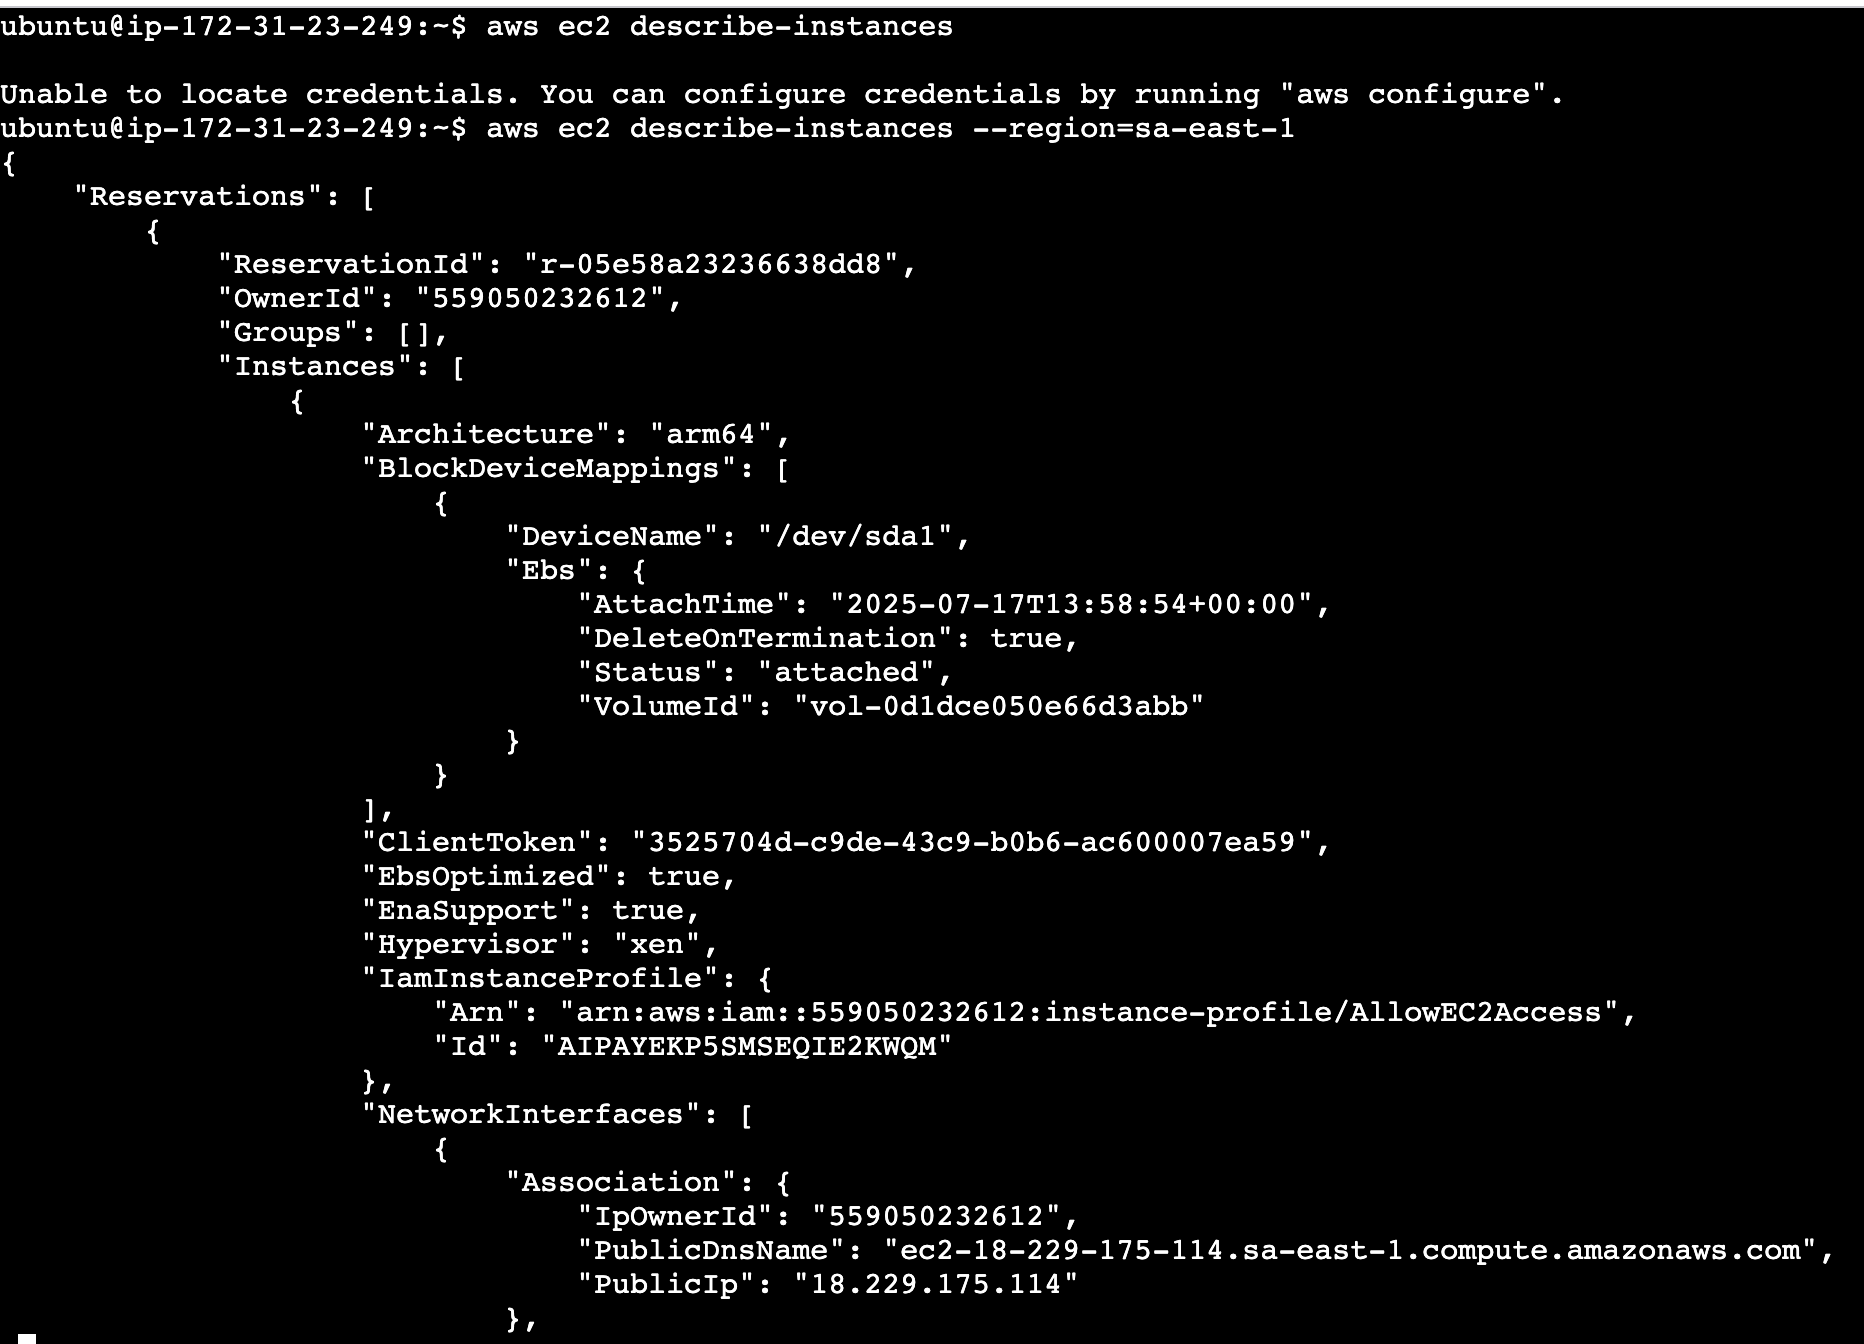 ubuntu@ip-172-31-23-249:~$ aws ec2 describe-instances
Unable to locate credentials. You can configure credentials by running "aws configure".
ubuntu@ip-172-31-23-249:~$ aws ec2 describe-instances --region=sa-east-1
{
    "Reservations": [
        {
            "ReservationId": "r-05e58a23236638dd8",
            "OwnerId": "559050232612",
            "Groups": [],
            "Instances": [
                {
                    "Architecture": "arm64",
                    "BlockDeviceMappings": [
                        {
                            "DeviceName": "/dev/sda1",
                            "Ebs": {
                                "AttachTime": "2025-07-17T13:58:54+00:00",
                                "DeleteOnTermination": true,
                                "Status": "attached",
                                "VolumeId": "vol-0d1dce050e66d3abb"
                            }
                        }
                    ],
                    "ClientToken": "3525704d-c9de-43c9-b0b6-ac600007ea59",
                    "EbsOptimized": true,
                    "EnaSupport": true,
                    "Hypervisor": "xen",
                    "IamInstanceProfile": {
                        "Arn": "arn:aws:iam::559050232612:instance-profile/AllowEC2Access",
                        "Id": "AIPAYEKP5SMSEQIE2KWQM"
                    },
                    "NetworkInterfaces": [
                        {
                            "Association": {
                                "IpOwnerId": "559050232612",
                                "PublicDnsName": "ec2-18-229-175-114.sa-east-1.compute.amazonaws.com",
                                "PublicIp": "18.229.175.114"
                            },